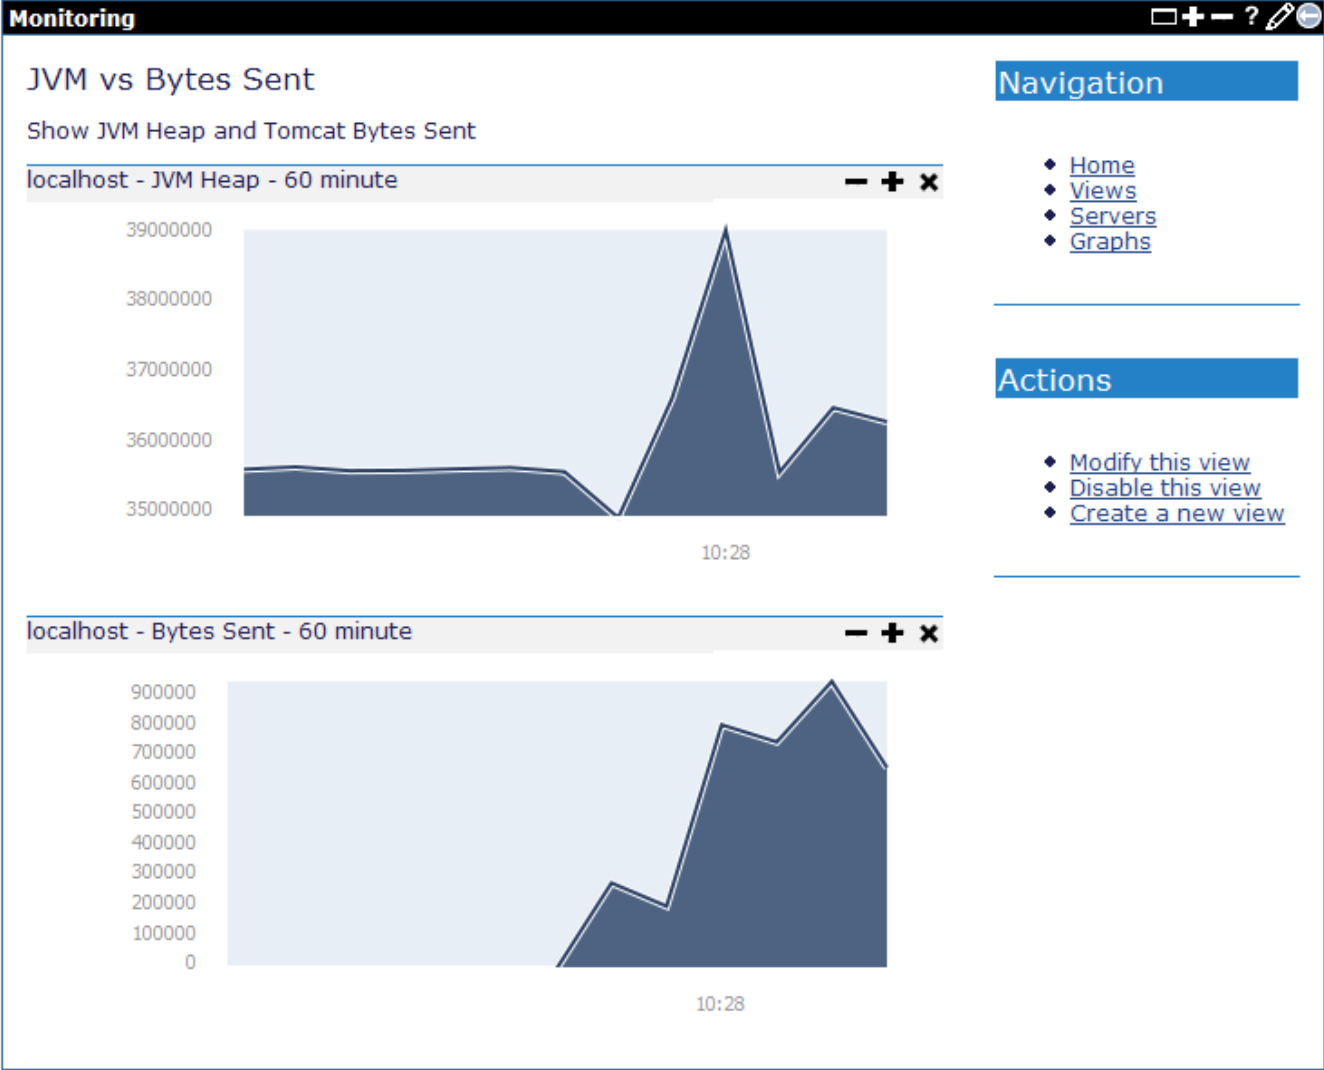 Monitoring
?
JVM vs Bytes Sent
Show JVM Heap and Tomcat Bytes Sent
localhost - JVM Heap - 60 minute
39000000
38000000
37000000
36000000
35000000
10:28
localhost - Bytes Sent - 60 minute
900000
800000
700000
600000
500000
400000
300000
200000
100000
0
10:28
Navigation
Home
Views
Servers
Graphs
Actions
Modify this view
Disable this view
Create a new view